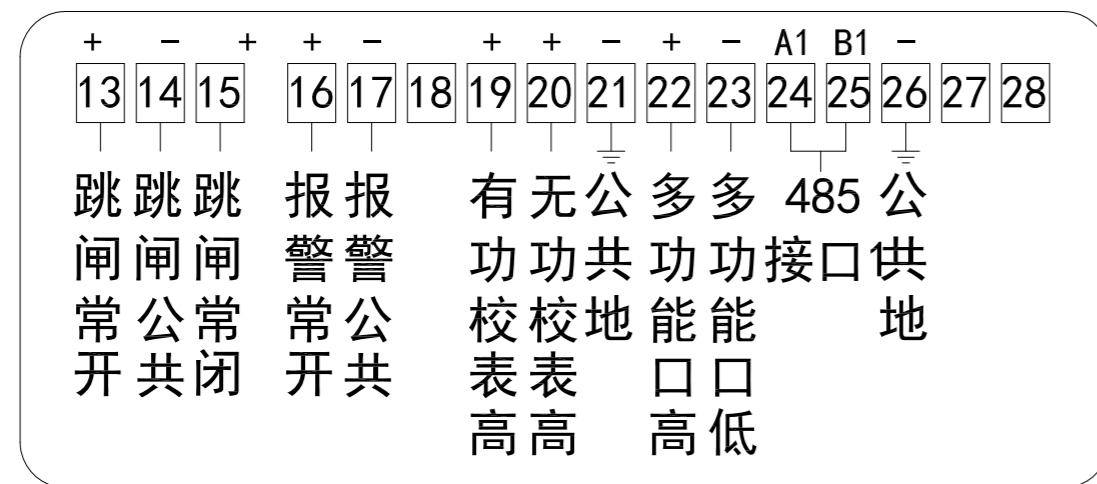 + − + + − + + − + − A1 B1 −
13 14 15 16 17 18 19 20 21 22 23 24 25 26 27 28
跳闸常开
跳闸公共
跳闸常闭
报警常开
报警公共
有功校表高
无功校表高
公共地
多功能口高
多功能口低
485
接口1
公共地